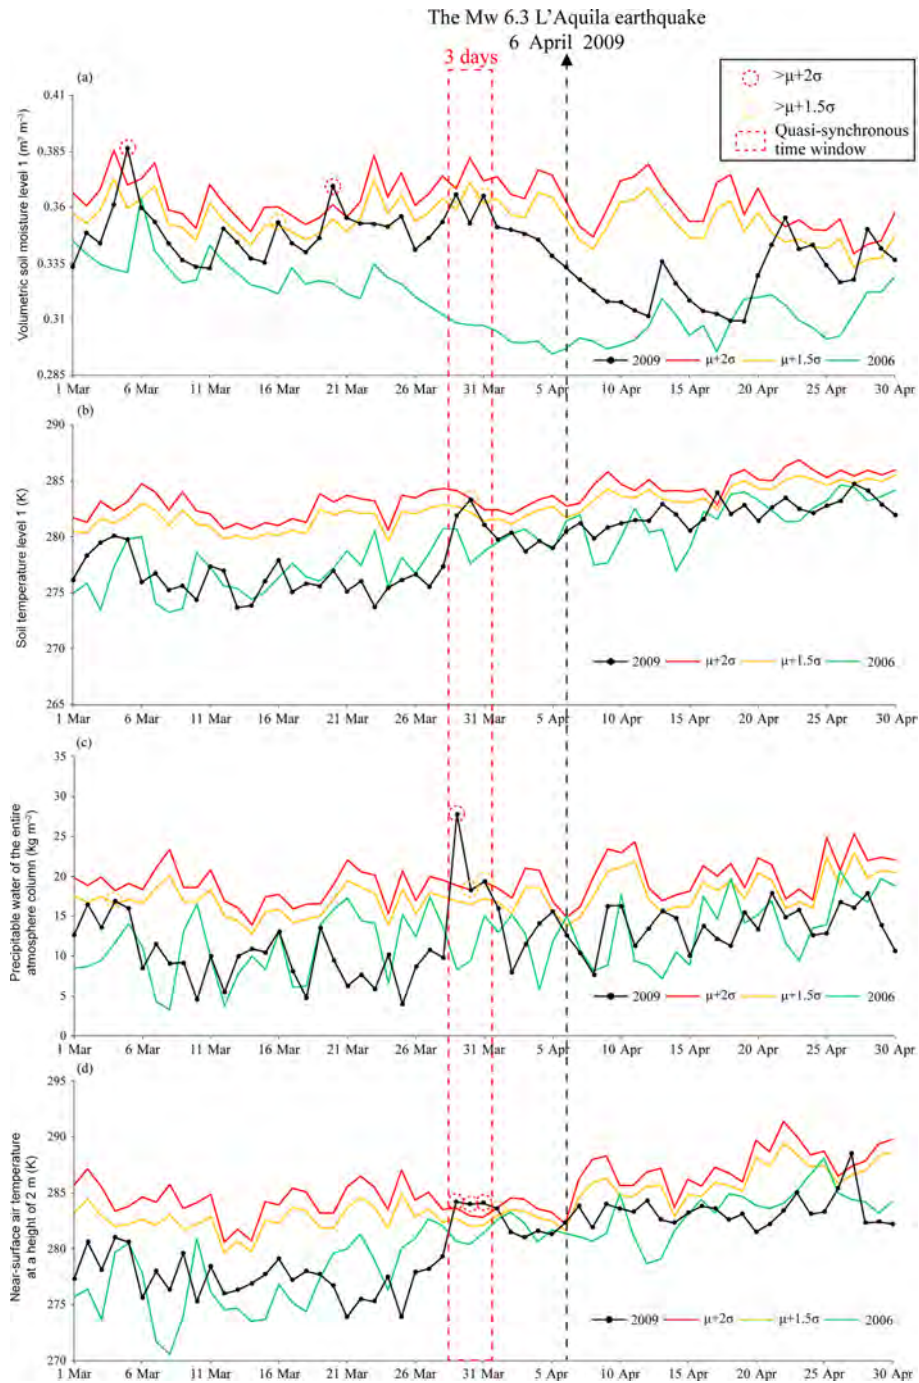 The Mw 6.3 L'Aquila earthquake
6 April 2009
3 days
>μ+2σ
>μ+1.5σ
Quasi-synchronous
time window
(a)
Volumetric soil moisture level 1 (m³ m⁻³)
0.41
0.385
0.36
0.335
0.31
0.285
2009 μ+2σ μ+1.5σ 2006
1 Mar 6 Mar 11 Mar 16 Mar 21 Mar 26 Mar 31 Mar 5 Apr 10 Apr 15 Apr 20 Apr 25 Apr 30 Apr
(b)
Soil temperature level 1 (K)
290
285
280
275
270
265
2009 μ+2σ μ+1.5σ 2006
1 Mar 6 Mar 11 Mar 16 Mar 21 Mar 26 Mar 31 Mar 5 Apr 10 Apr 15 Apr 20 Apr 25 Apr 30 Apr
(c)
Precipitable water of the entire
atmosphere column (kg m⁻²)
35
30
25
20
15
10
5
0
2009 μ+2σ μ+1.5σ 2006
1 Mar 6 Mar 11 Mar 16 Mar 21 Mar 26 Mar 31 Mar 5 Apr 10 Apr 15 Apr 20 Apr 25 Apr 30 Apr
(d)
Near-surface air temperature
at a height of 2 m (K)
295
290
285
280
275
270
2009 μ+2σ μ+1.5σ 2006
1 Mar 6 Mar 11 Mar 16 Mar 21 Mar 26 Mar 31 Mar 5 Apr 10 Apr 15 Apr 20 Apr 25 Apr 30 Apr